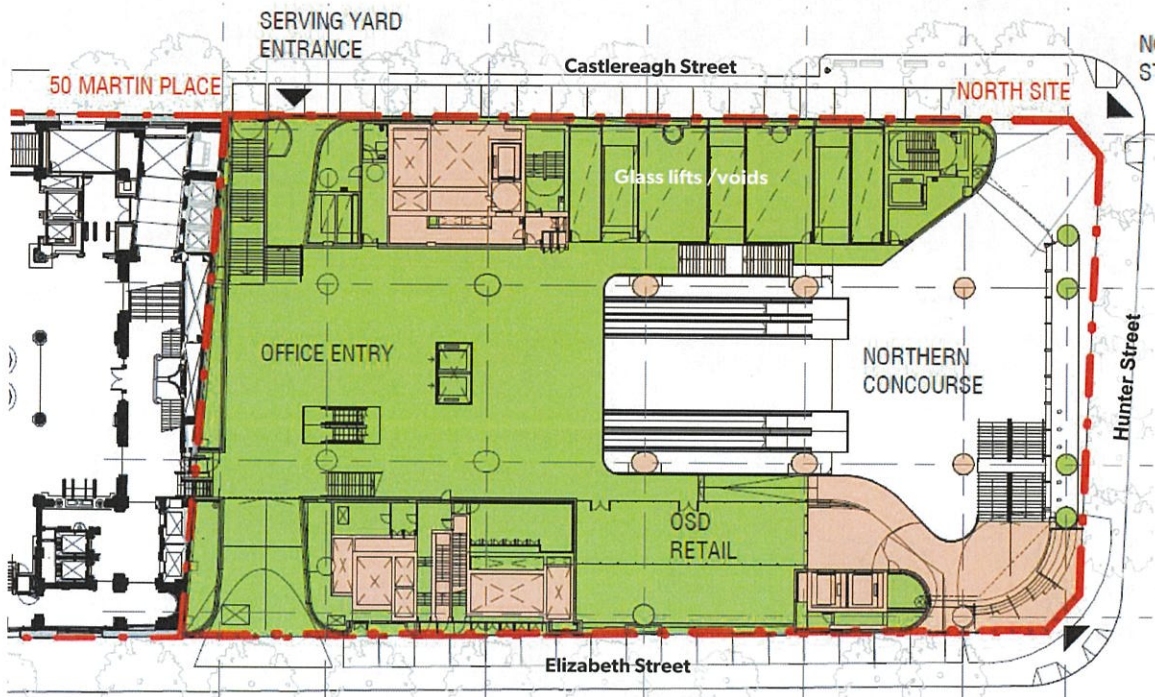 SERVING YARD
ENTRANCE
Castlereagh Street
50 MARTIN PLACE
NORTH SITE
Glass lifts /voids
OFFICE ENTRY
NORTHERN
CONCOURSE
Hunter Street
OSD
RETAIL
Elizabeth Street